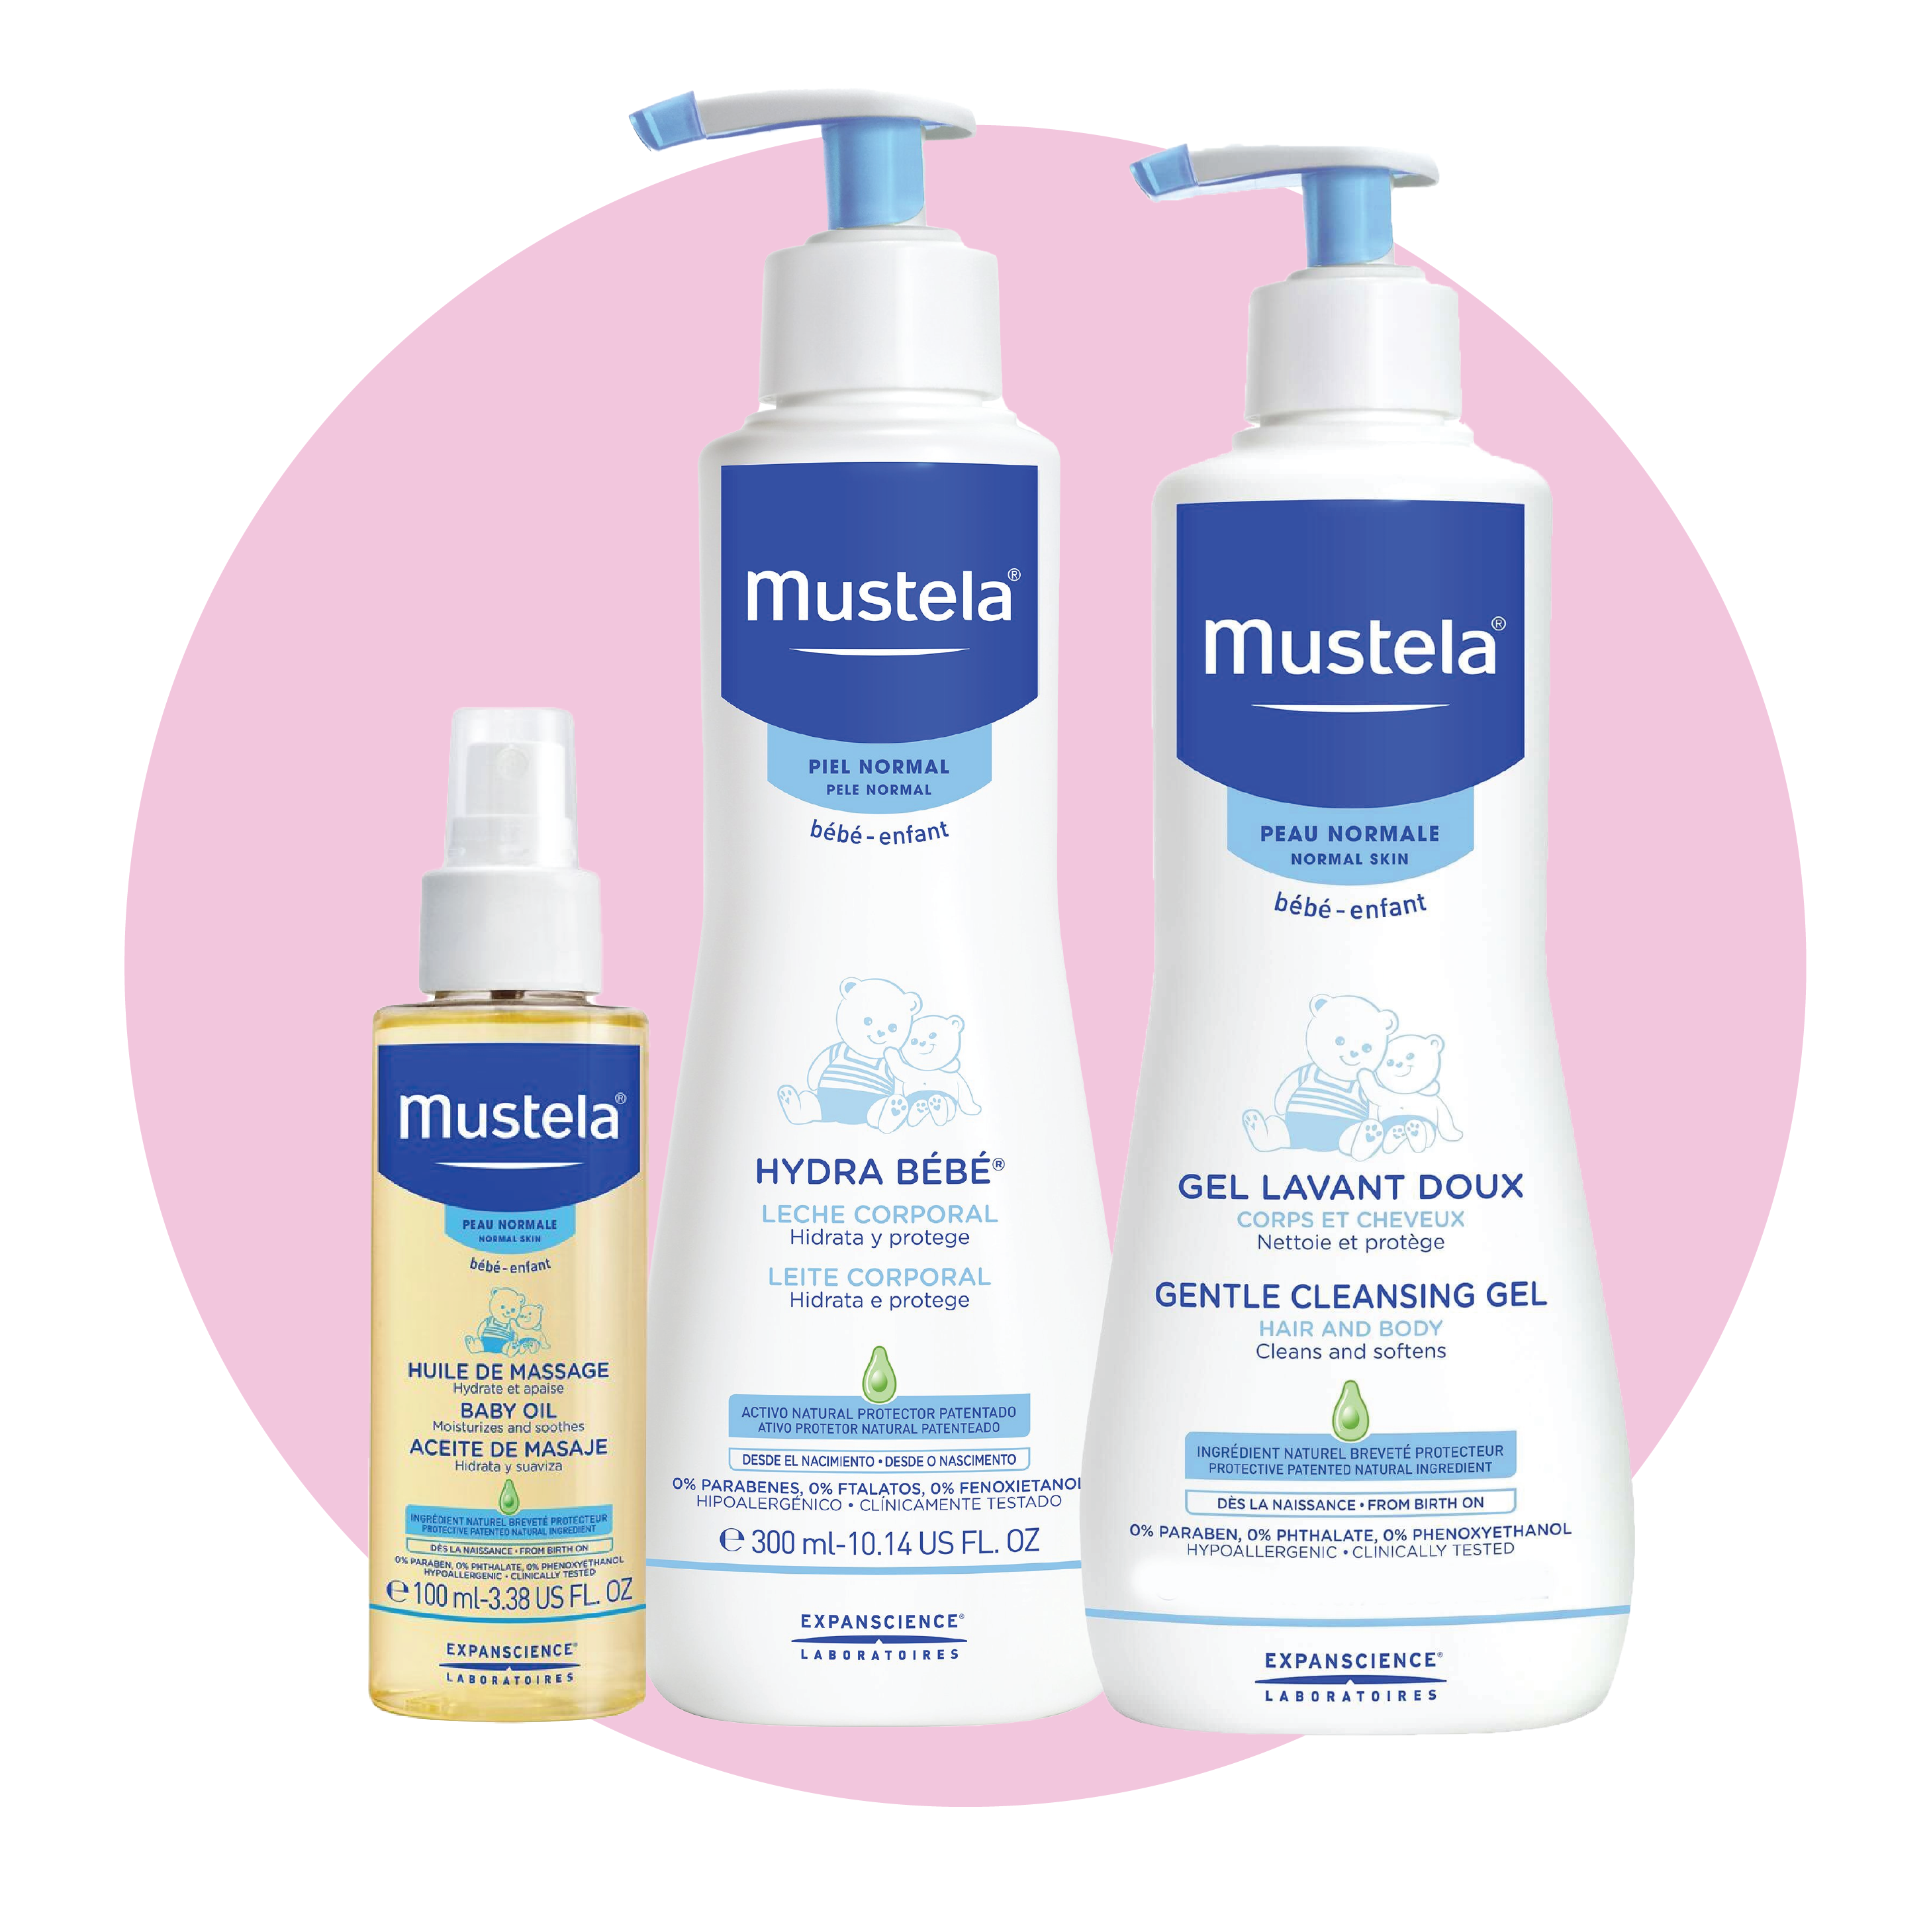 mustela®
PEAU NORMALE
NORMAL SKIN
bébé-enfant
HUILE DE MASSAGE
Hydrate et apaise
BABY OIL
Moisturizes and soothes
ACEITE DE MASAJE
Hidrata y suaviza
INGRÉDIENT NATUREL BREVETÉ PROTECTEUR
PROTECTIVE PATENTED NATURAL INGREDIENT
DÈS LA NAISSANCE • FROM BIRTH ON
0% PARABEN, 0% PHTHALATE, 0% PHENOXYETHANOL
HYPOALLERGENIC • CLINICALLY TESTED
℮ 100 ml-3.38 US FL. OZ
EXPANSCIENCE®
LABORATOIRES
mustela®
PIEL NORMAL
PELE NORMAL
bébé-enfant
HYDRA BÉBÉ®
LECHE CORPORAL
Hidrata y protege
LEITE CORPORAL
Hidrata e protege
ACTIVO NATURAL PROTECTOR PATENTADO
ATIVO PROTETOR NATURAL PATENTEADO
DESDE EL NACIMIENTO • DESDE O NASCIMENTO
0% PARABENES, 0% FTALATOS, 0% FENOXIETANOL
HIPOALERGÉNICO • CLÍNICAMENTE TESTADO
℮ 300 ml-10.14 US FL. OZ
EXPANSCIENCE®
LABORATOIRES
mustela®
PEAU NORMALE
NORMAL SKIN
bébé-enfant
GEL LAVANT DOUX
CORPS ET CHEVEUX
Nettoie et protège
GENTLE CLEANSING GEL
HAIR AND BODY
Cleans and softens
INGRÉDIENT NATUREL BREVETÉ PROTECTEUR
PROTECTIVE PATENTED NATURAL INGREDIENT
DÈS LA NAISSANCE • FROM BIRTH ON
0% PARABEN, 0% PHTHALATE, 0% PHENOXYETHANOL
HYPOALLERGENIC • CLINICALLY TESTED
EXPANSCIENCE®
LABORATOIRES